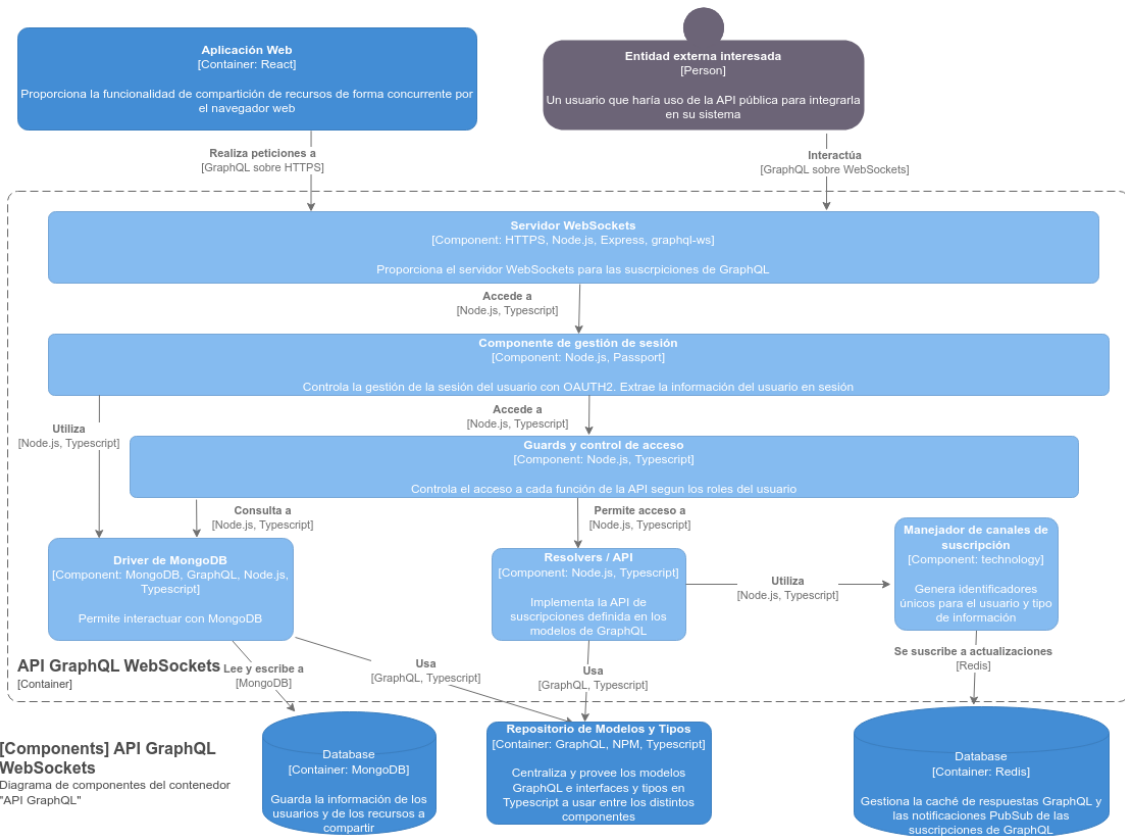 Aplicación Web
[Container: React]
Proporciona la funcionalidad de compartición de recursos de forma concurrente por
el navegador web
Entidad externa interesada
[Person]
Un usuario que haría uso de la API pública para integrarla
en su sistema
Realiza peticiones a
[GraphQL sobre HTTPS]
Interactúa
[GraphQL sobre WebSockets]
Servidor WebSockets
[Component: HTTPS, Node.js, Express, graphql-ws]
Proporciona el servidor WebSockets para las suscrpiciones de GraphQL
Accede a
[Node.js, Typescript]
Componente de gestión de sesión
[Component: Node.js, Passport]
Controla la gestión de la sesión del usuario con OAUTH2. Extrae la información del usuario en sesión
Utiliza
[Node.js, Typescript]
Accede a
[Node.js, Typescript]
Guards y control de acceso
[Component: Node.js, Typescript]
Controla el acceso a cada función de la API segun los roles del usuario
Consulta a
[Node.js, Typescript]
Permite acceso a
[Node.js, Typescript]
Driver de MongoDB
[Component: MongoDB, GraphQL, Node.js,
Typescript]
Permite interactuar con MongoDB
Resolvers / API
[Component: Node.js, Typescript]
Implementa la API de
suscripciones definida en los
modelos de GraphQL
Utiliza
[Node.js, Typescript]
Manejador de canales de
suscripción
[Component: technology]
Genera identificadores
únicos para el usuario y tipo
de información
API GraphQL WebSockets
[Container]
Lee y escribe a
[MongoDB]
Usa
[GraphQL, Typescript]
Usa
[GraphQL, Typescript]
Se suscribe a actualizaciones
[Redis]
[Components] API GraphQL
WebSockets
Diagrama de componentes del contenedor
"API GraphQL"
Database
[Container: MongoDB]
Guarda la información de los
usuarios y de los recursos a
compartir
Repositorio de Modelos y Tipos
[Container: GraphQL, NPM, Typescript]
Centraliza y provee los modelos
GraphQL e interfaces y tipos en
Typescript a usar entre los distintos
componentes
Database
[Container: Redis]
Gestiona la caché de respuestas GraphQL y
las notificaciones PubSub de las
suscripciones de GraphQL